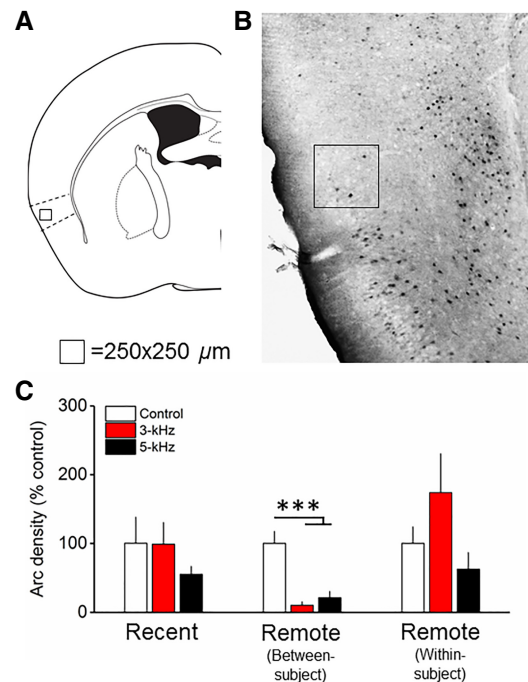 A
B
=250x250 µm
C
300
200
100
0
Arc density (% control)
Control
3-kHz
5-kHz
***
Recent
Remote
(Between-
subject)
Remote
(Within-
subject)